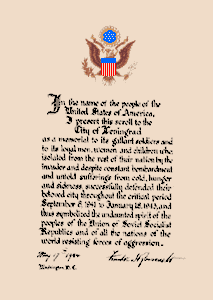 In the name of the people of the
United States of America,
I present this scroll to the
City of Leningrad
as a memorial to its gallant soldiers and
to its loyal men, women and children who
isolated from the rest of their nation by the
invader and despite constant bombardment
and untold sufferings from cold, hunger
and sickness, successfully defended their
beloved city throughout the critical period
September 8, 1941 to January 18, 1943, and
thus symbolized the undaunted spirit of the
peoples of the Union of Soviet Socialist
Republics and of all the nations of the
world resisting forces of aggression.
May 17th 1944
Washington D. C.